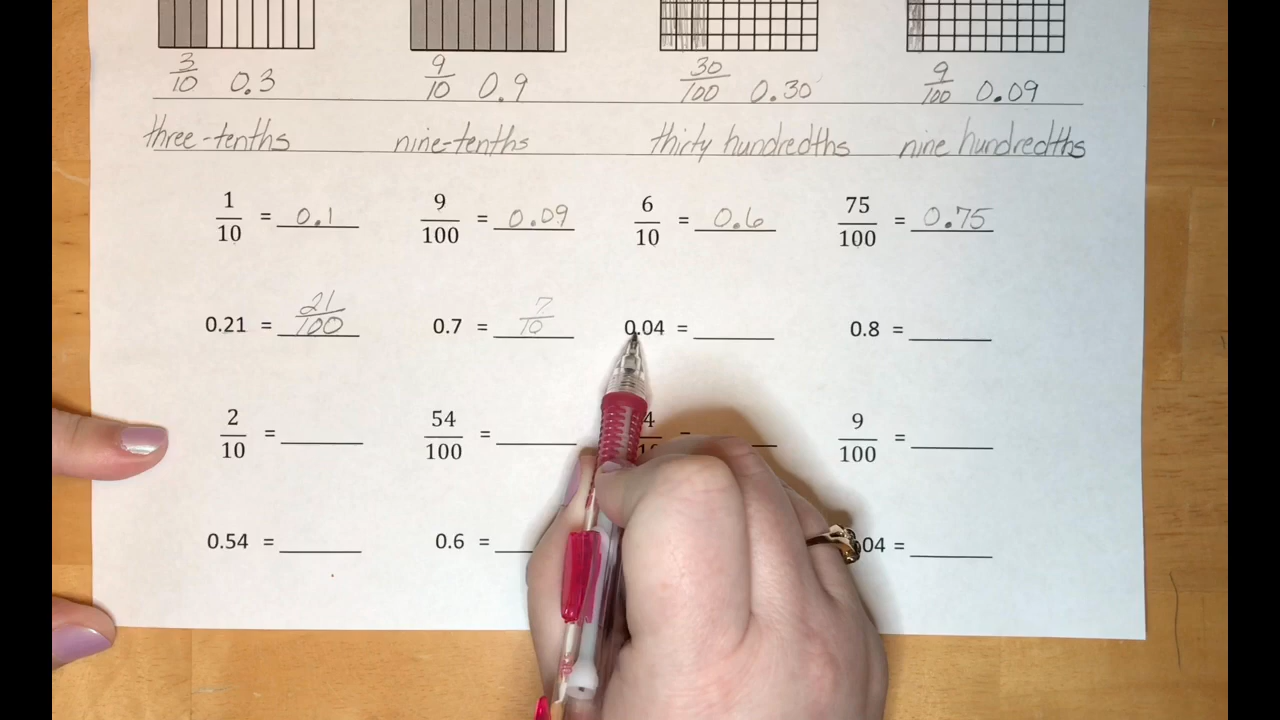 3/10 0.3 9/10 0.9 30/100 0.30 9/100 0.09
three-tenths nine-tenths thirty hundredths nine hundredths
1/10 = 0.1 9/100 = 0.09 6/10 = 0.6 75/100 = 0.75
0.21 = 21/100 0.7 = 7/10 0.04 = 0.8 =
2/10 = 54/100 = 4/ = 9/100 =
0.54 = 0.6 = 04 =